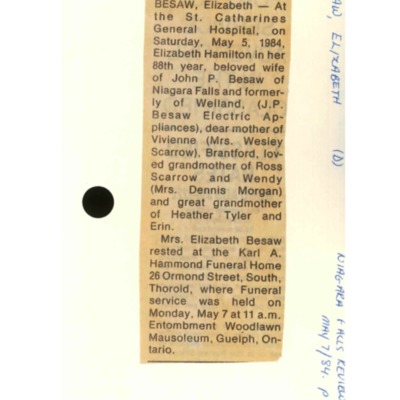 BESAW, Elizabeth — At
the St. Catharines
General Hospital, on
Saturday, May 5, 1984,
Elizabeth Hamilton in her
88th year, beloved wife
of John P. Besaw of
Niagara Falls and former-
ly of Welland, (J.P.
Besaw Electric Ap-
pliances), dear mother of
Vivienne (Mrs. Wesley
Scarrow), Brantford, lov-
ed grandmother of Ross
Scarrow and Wendy
(Mrs. Dennis Morgan)
and great grandmother
of Heather Tyler and
Erin.
Mrs. Elizabeth Besaw
rested at the Karl A.
Hammond Funeral Home
26 Ormond Street, South,
Thorold, where Funeral
service was held on
Monday, May 7 at 11 a.m.
Entombment Woodlawn
Mausoleum, Guelph, On-
tario.
AW, ELIZABETH (D)
NIAGARA FALLS REVIEW
MAY 7/84. P